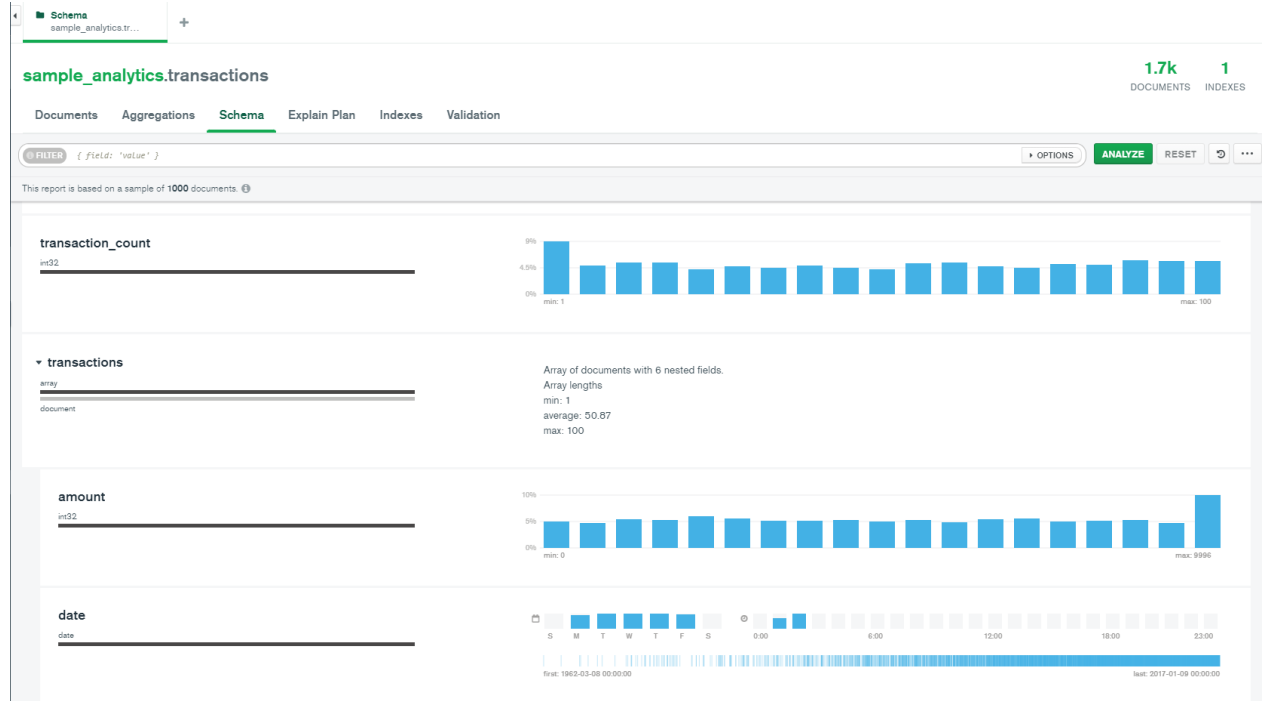 Schema
sample_analytics.tr...
sample_analytics.transactions
1.7k
DOCUMENTS
1
INDEXES
Documents Aggregations Schema Explain Plan Indexes Validation
FILTER { field: 'value' } OPTIONS ANALYZE RESET
This report is based on a sample of 1000 documents.
transaction_count
int32
9%
4.5%
0%
min: 1 max: 100
transactions
array
document
Array of documents with 6 nested fields.
Array lengths
min: 1
average: 50.87
max: 100
amount
int32
10%
5%
0%
min: 0 max: 9996
date
date
S M T W T F S 0:00 6:00 12:00 18:00 23:00
first: 1962-03-08 00:00:00 last: 2017-01-09 00:00:00